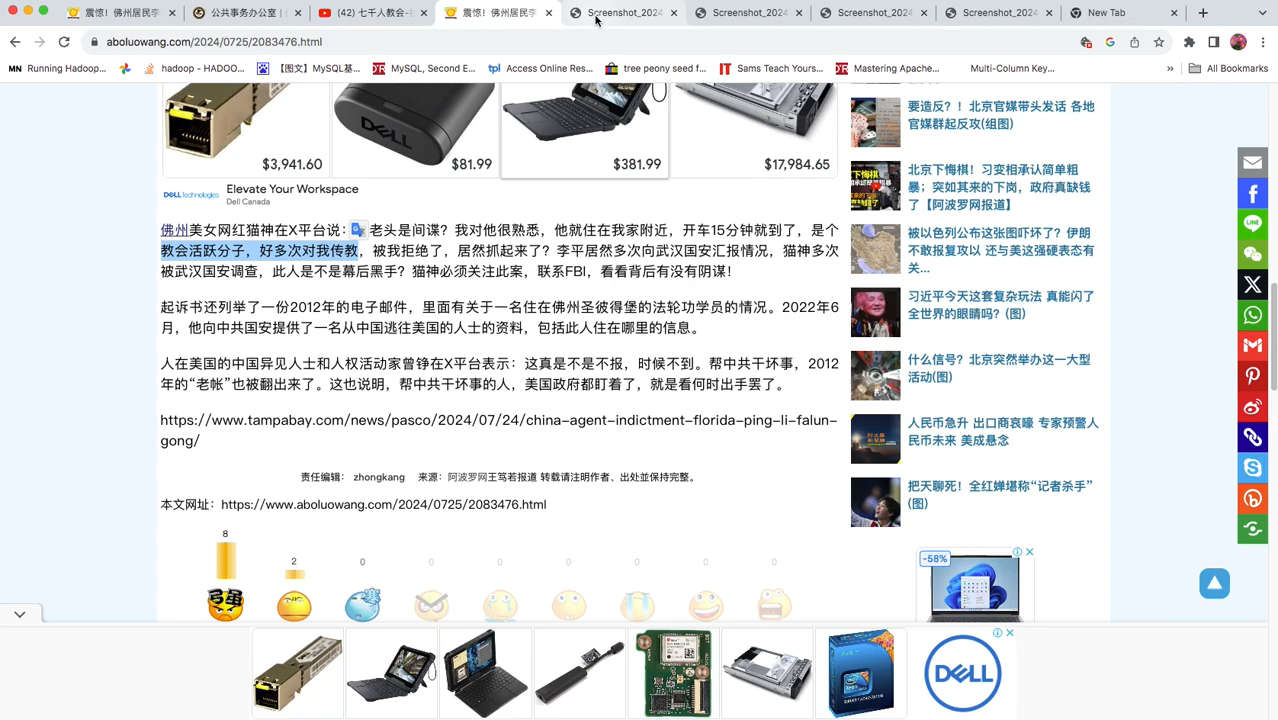 震惊！佛州居民李
公共事务办公室 |
(42) 七千人教会-
震惊！佛州居民李
Screenshot_2024
Screenshot_2024
Screenshot_2024
Screenshot_2024
New Tab
aboluowang.com/2024/0725/2083476.html
Running Hadoop...
hadoop - HADOO...
【图文】MySQL基...
MySQL, Second E...
Access Online Res...
tree peony seed f...
Sams Teach Yours...
Mastering Apache...
Multi-Column Key...
»
All Bookmarks
$3,941.60
$81.99
$381.99
$17,984.65
DELL Technologies
Elevate Your Workspace
Dell Canada
佛州美女网红猫神在X平台说：老头是间谍？我对他很熟悉，他就住在我家附近，开车15分钟就到了，是个
教会活跃分子，好多次对我传教，被我拒绝了，居然抓起来了？李平居然多次向武汉国安汇报情况，猫神多次
被武汉国安调查，此人是不是幕后黑手？猫神必须关注此案，联系FBI，看看背后有没有阴谋！
起诉书还列举了一份2012年的电子邮件，里面有关于一名住在佛州圣彼得堡的法轮功学员的情况。2022年6
月，他向中共国安提供了一名从中国逃往美国的人士的资料，包括此人住在哪里的信息。
人在美国的中国异见人士和人权活动家曾铮在X平台表示：这真是不是不报，时候不到。帮中共干坏事，2012
年的“老帐”也被翻出来了。这也说明，帮中共干坏事的人，美国政府都盯着了，就是看何时出手罢了。
https://www.tampabay.com/news/pasco/2024/07/24/china-agent-indictment-florida-ping-li-falun-
gong/
责任编辑： zhongkang 来源：阿波罗网王笃若报道 转载请注明作者、出处並保持完整。
本文网址：https://www.aboluowang.com/2024/0725/2083476.html
8
2
0
0
0
0
0
0
0
要造反？！北京官媒带头发话 各地
官媒群起反攻(组图)
北京下悔棋！习变相承认简单粗
暴；突如其来的下岗，政府真缺钱
了【阿波罗网报道】
被以色列公布这张图吓坏了？伊朗
不敢报复攻以 还与美这强硬表态有
关...
习近平今天这套复杂玩法 真能闪了
全世界的眼睛吗？(图)
什么信号？北京突然举办这一大型
活动(图)
人民币急升 出口商哀嚎 专家预警人
民币未来 美成悬念
把天聊死！全红婵堪称“记者杀手”
(图)
-58%
LINE
DELL